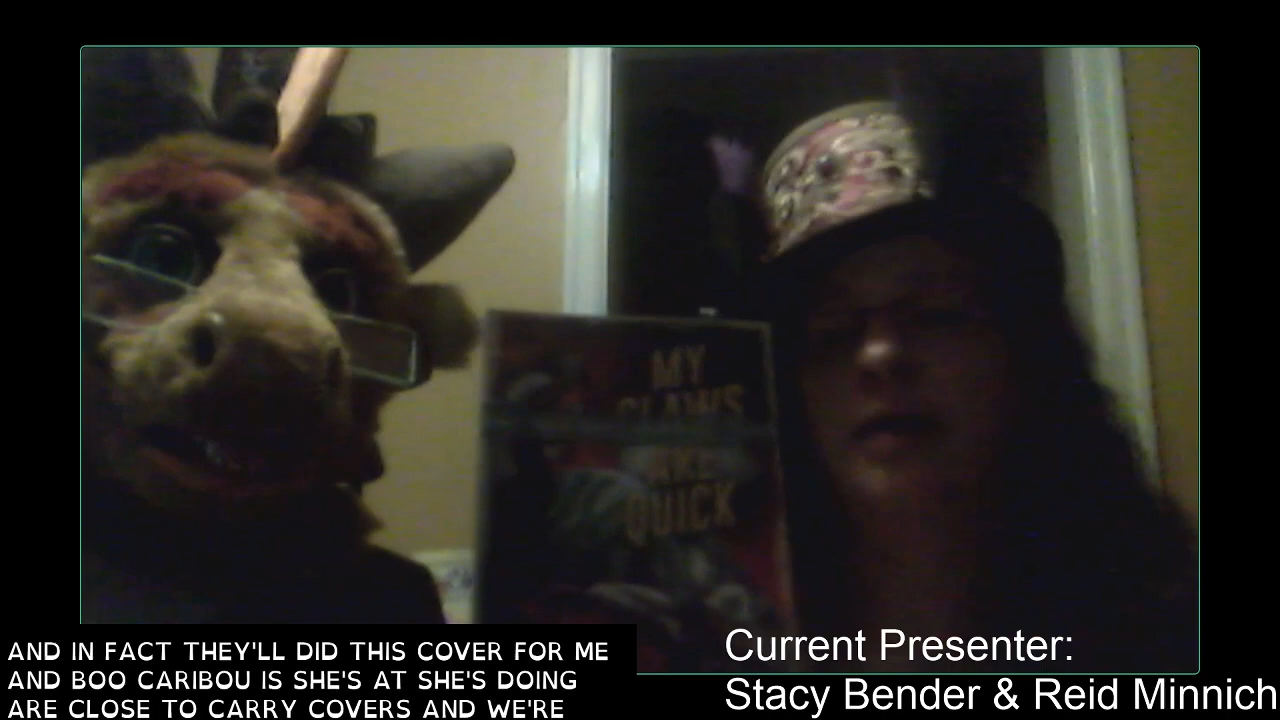 MY
CLAWS
ARE
QUICK
AND IN FACT THEY'LL DID THIS COVER FOR ME
AND BOO CARIBOU IS SHE'S AT SHE'S DOING
ARE CLOSE TO CARRY COVERS AND WE'RE
Current Presenter:
Stacy Bender & Reid Minnich